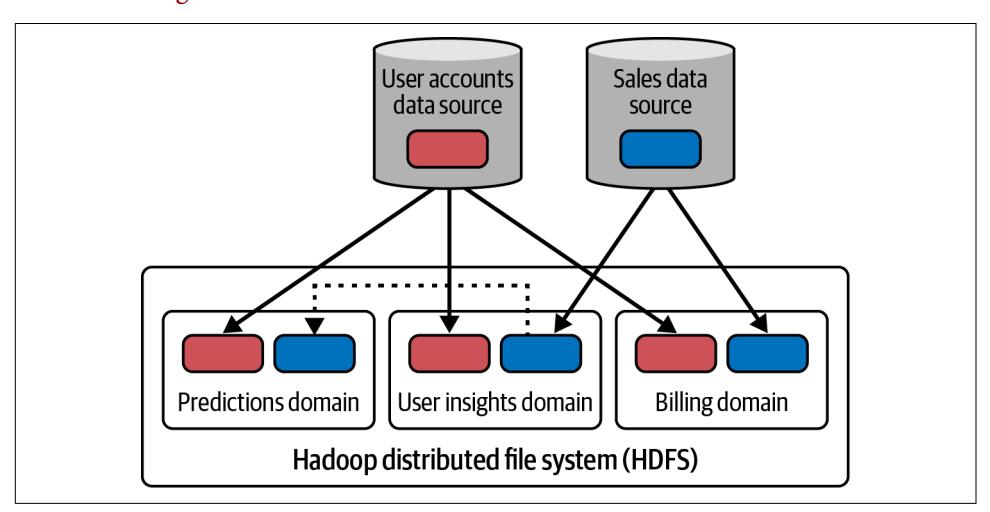 User accounts
data source
Sales data
source
Predictions domain
User insights domain
Billing domain
Hadoop distributed file system (HDFS)